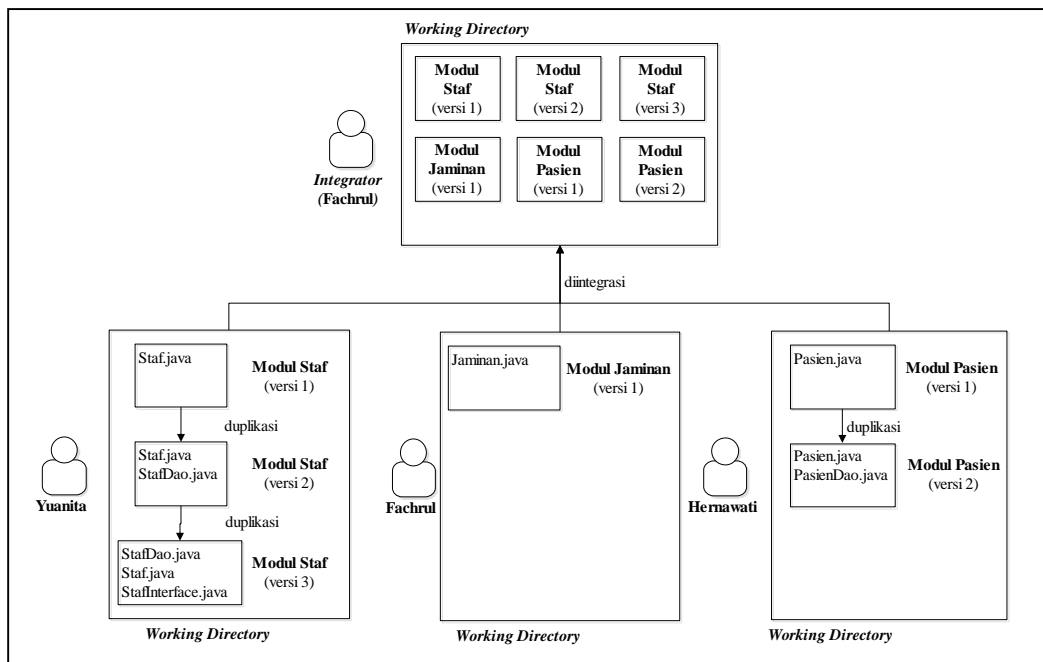 Working Directory
Modul
Staf
(versi 1)
Modul
Staf
(versi 2)
Modul
Staf
(versi 3)
Modul
Jaminan
(versi 1)
Modul
Pasien
(versi 1)
Modul
Pasien
(versi 2)
Integrator
(Fachrul)
diintegrasi
Staf.java
Modul Staf
(versi 1)
duplikasi
Staf.java
StafDao.java
Modul Staf
(versi 2)
duplikasi
StafDao.java
Staf.java
StafInterface.java
Modul Staf
(versi 3)
Yuanita
Working Directory
Jaminan.java
Modul Jaminan
(versi 1)
Fachrul
Working Directory
Pasien.java
Modul Pasien
(versi 1)
duplikasi
Pasien.java
PasienDao.java
Modul Pasien
(versi 2)
Hernawati
Working Directory